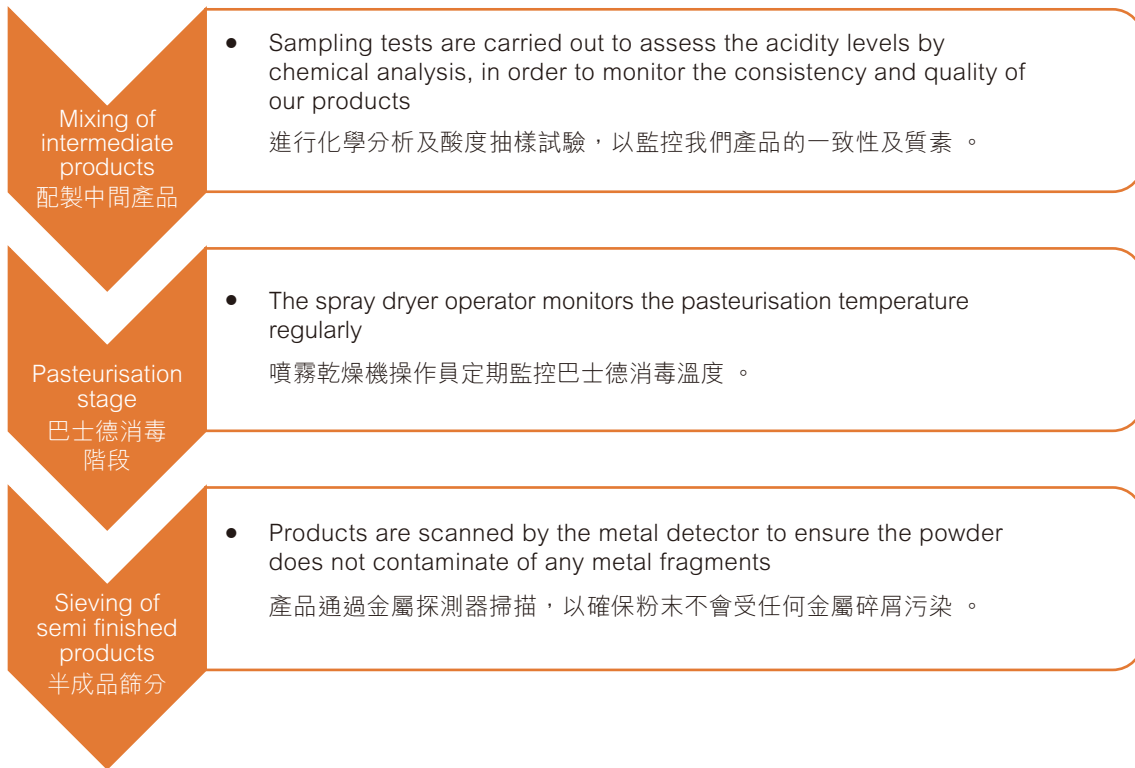 Mixing of
intermediate
products
配製中間產品
● Sampling tests are carried out to assess the acidity levels by
chemical analysis, in order to monitor the consistency and quality of
our products
進行化學分析及酸度抽樣試驗，以監控我們產品的一致性及質素 。
Pasteurisation
stage
巴士德消毒
階段
● The spray dryer operator monitors the pasteurisation temperature
regularly
噴霧乾燥機操作員定期監控巴士德消毒溫度 。
Sieving of
semi finished
products
半成品篩分
● Products are scanned by the metal detector to ensure the powder
does not contaminate of any metal fragments
產品通過金屬探測器掃描，以確保粉末不會受任何金屬碎屑污染 。